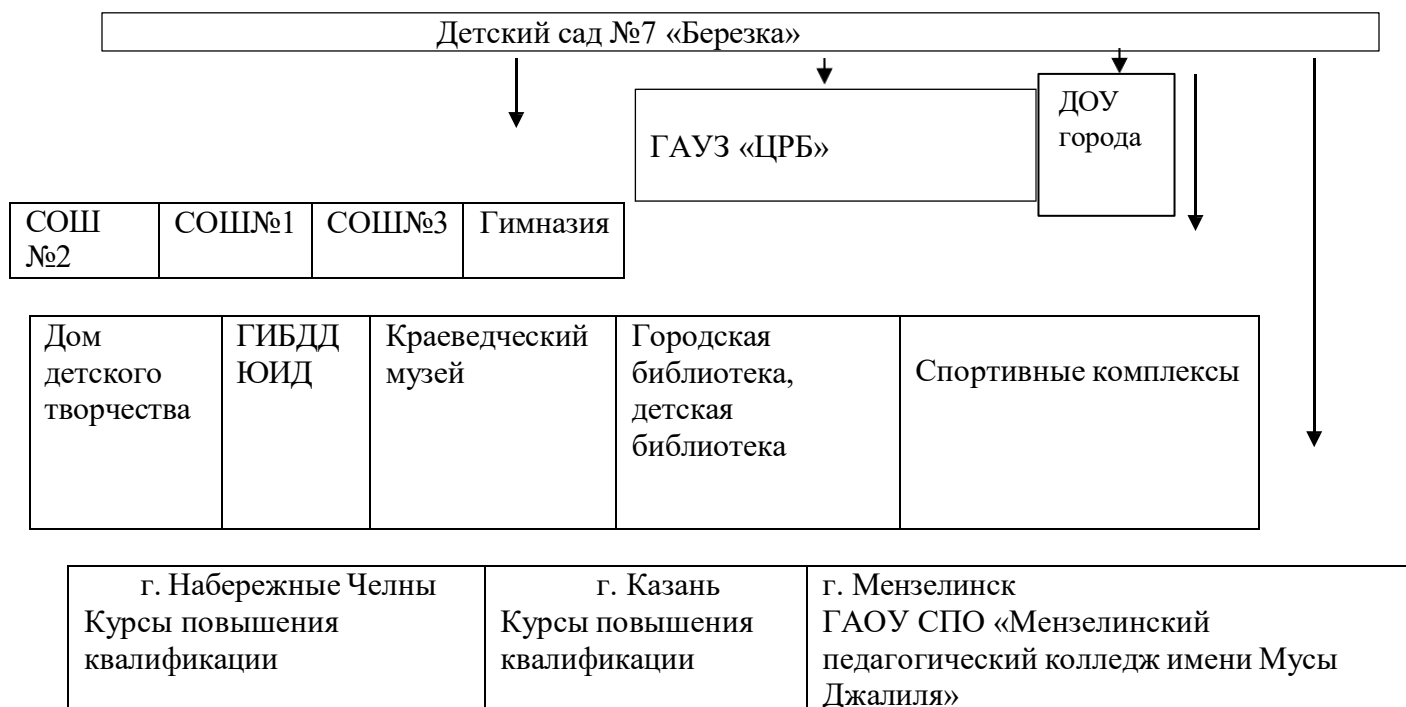 Детский сад №7 «Березка»
ГАУЗ «ЦРБ»
ДОУ
города
СОШ
№2
СОШ№1
СОШ№3
Гимназия
Дом
детского
творчества
ГИБДД
ЮИД
Краеведческий
музей
Городская
библиотека,
детская
библиотека
Спортивные комплексы
г. Набережные Челны
Курсы повышения
квалификации
г. Казань
Курсы повышения
квалификации
г. Мензелинск
ГАОУ СПО «Мензелинский
педагогический колледж имени Мусы
Джалиля»